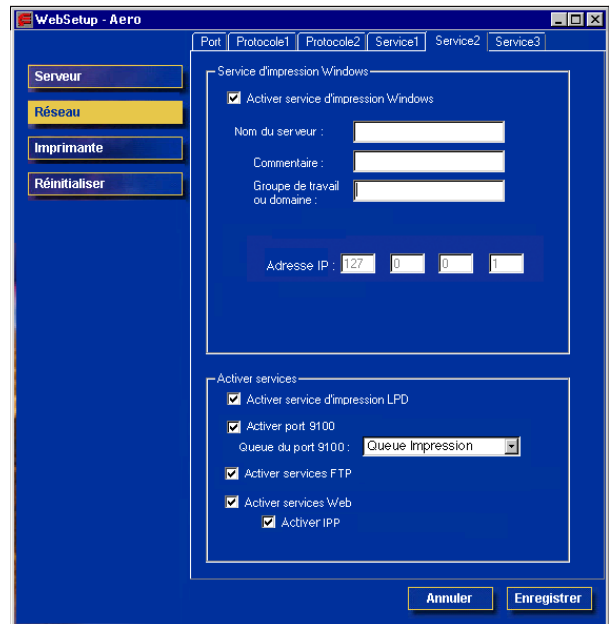 WebSetup - Aero
Port Protocole1 Protocole2 Service1 Service2 Service3
Serveur
Réseau
Imprimante
Réinitialiser
Service d'impression Windows
Activer service d'impression Windows
Nom du serveur :
Commentaire :
Groupe de travail
ou domaine :
Adresse IP : 127 0 0 1
Activer services
Activer service d'impression LPD
Activer port 9100
Queue du port 9100 : Queue Impression
Activer services FTP
Activer services Web
Activer IPP
Annuler Enregistrer